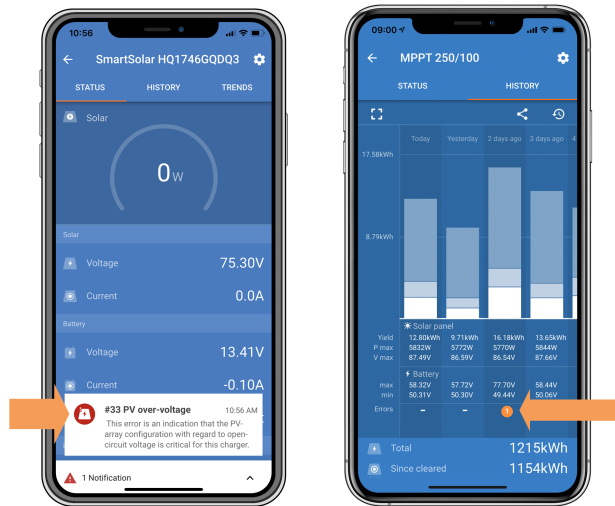 10:56
SmartSolar HQ1746GQDQ3
STATUS HISTORY TRENDS
Solar
0W
Solar
Voltage 75.30V
Current 0.0A
Battery
Voltage 13.41V
Current -0.10A
#33 PV over-voltage 10:56 AM
This error is an indication that the PV-
array configuration with regard to open-
circuit voltage is critical for this charger.
1 Notification
09:00
MPPT 250/100
STATUS HISTORY
Today Yesterday 2 days ago 3 days ago 4
17.58kWh
8.79kWh
Solar panel
Yield 12.80kWh 9.71kWh 16.18kWh 13.65kWh
P max 5832W 5772W 5770W 5844W
V max 87.49V 86.59V 86.54V 87.66V
Battery
max 58.32V 57.72V 77.70V 58.44V
min 50.31V 50.30V 49.44V 50.06V
Errors – – 1
Total 1215kWh
Since cleared 1154kWh